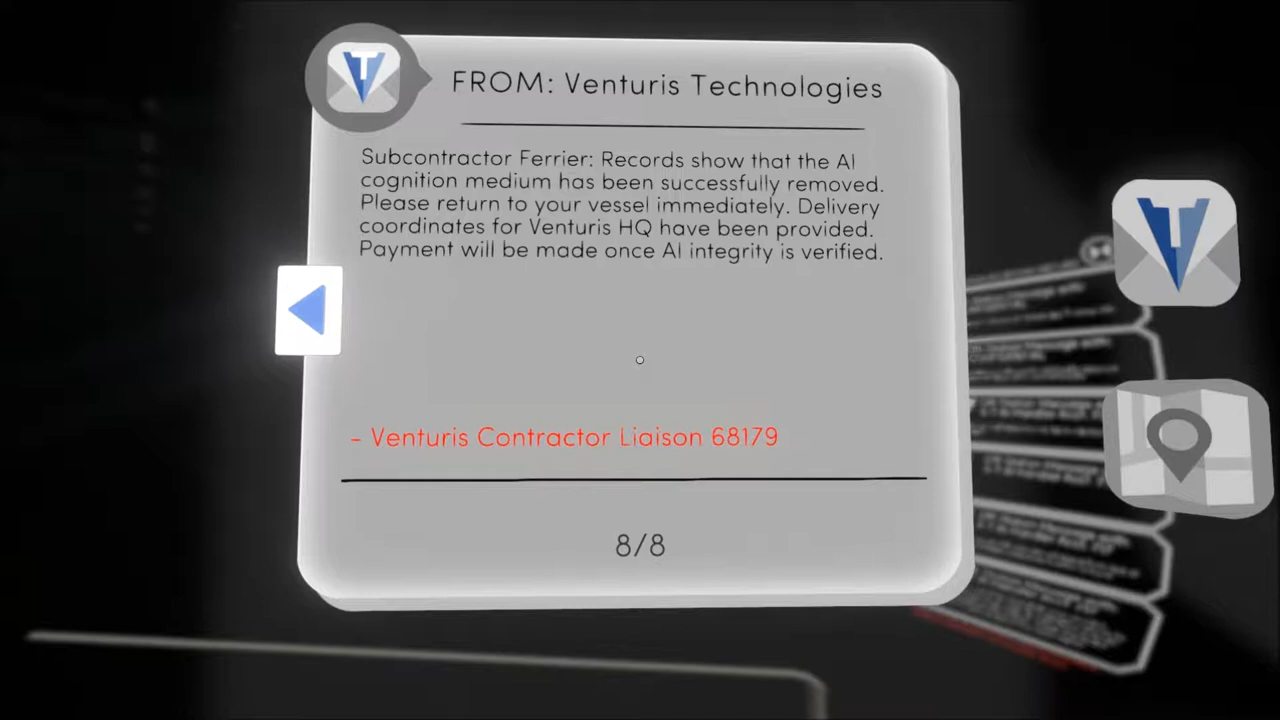 FROM: Venturis Technologies
Subcontractor Ferrier: Records show that the AI
cognition medium has been successfully removed.
Please return to your vessel immediately. Delivery
coordinates for Venturis HQ have been provided.
Payment will be made once AI integrity is verified.
- Venturis Contractor Liaison 68179
8/8